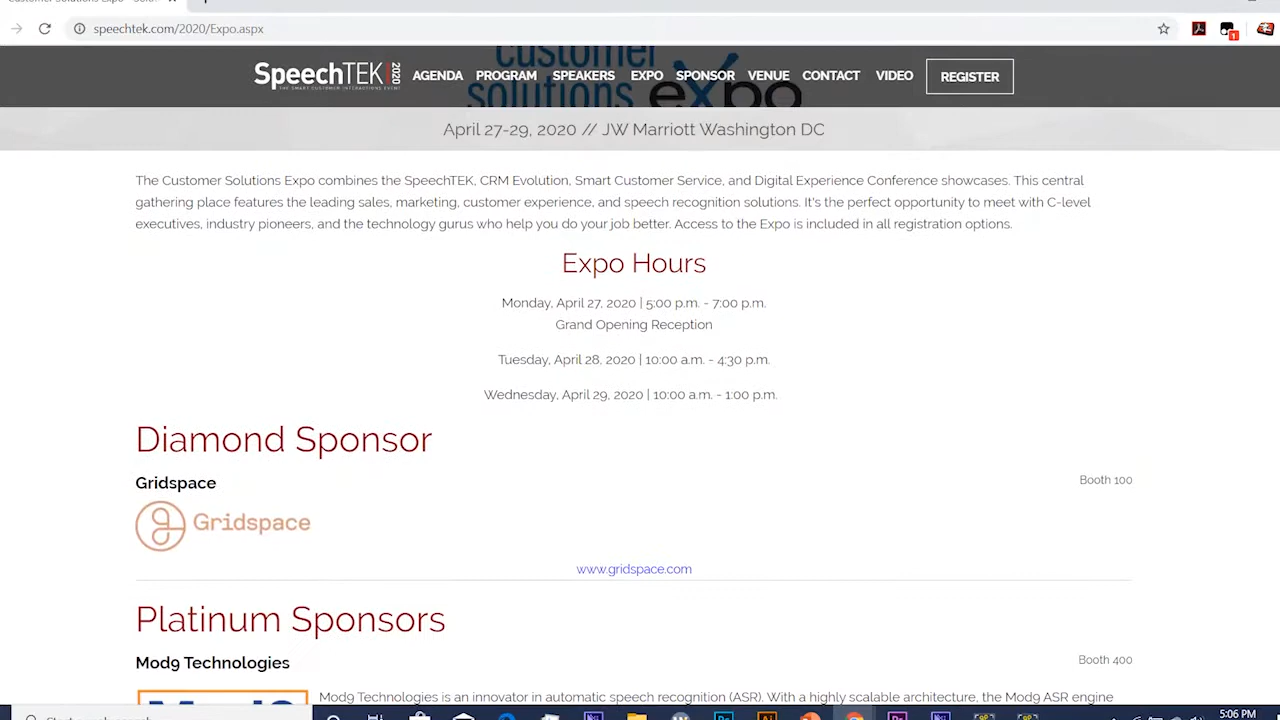 speechtek.com/2020/Expo.aspx
customer
solutions expo
SpeechTEK 2020
THE SMART CUSTOMER INTERACTIONS EVENT
AGENDA PROGRAM SPEAKERS EXPO SPONSOR VENUE CONTACT VIDEO REGISTER
April 27-29, 2020 // JW Marriott Washington DC
The Customer Solutions Expo combines the SpeechTEK, CRM Evolution, Smart Customer Service, and Digital Experience Conference showcases. This central
gathering place features the leading sales, marketing, customer experience, and speech recognition solutions. It's the perfect opportunity to meet with C-level
executives, industry pioneers, and the technology gurus who help you do your job better. Access to the Expo is included in all registration options.
Expo Hours
Monday, April 27, 2020 | 5:00 p.m. - 7:00 p.m.
Grand Opening Reception
Tuesday, April 28, 2020 | 10:00 a.m. - 4:30 p.m.
Wednesday, April 29, 2020 | 10:00 a.m. - 1:00 p.m.
Diamond Sponsor
Gridspace
Booth 100
Gridspace
www.gridspace.com
Platinum Sponsors
Mod9 Technologies
Booth 400
Mod9 Technologies is an innovator in automatic speech recognition (ASR). With a highly scalable architecture, the Mod9 ASR engine
5:06 PM